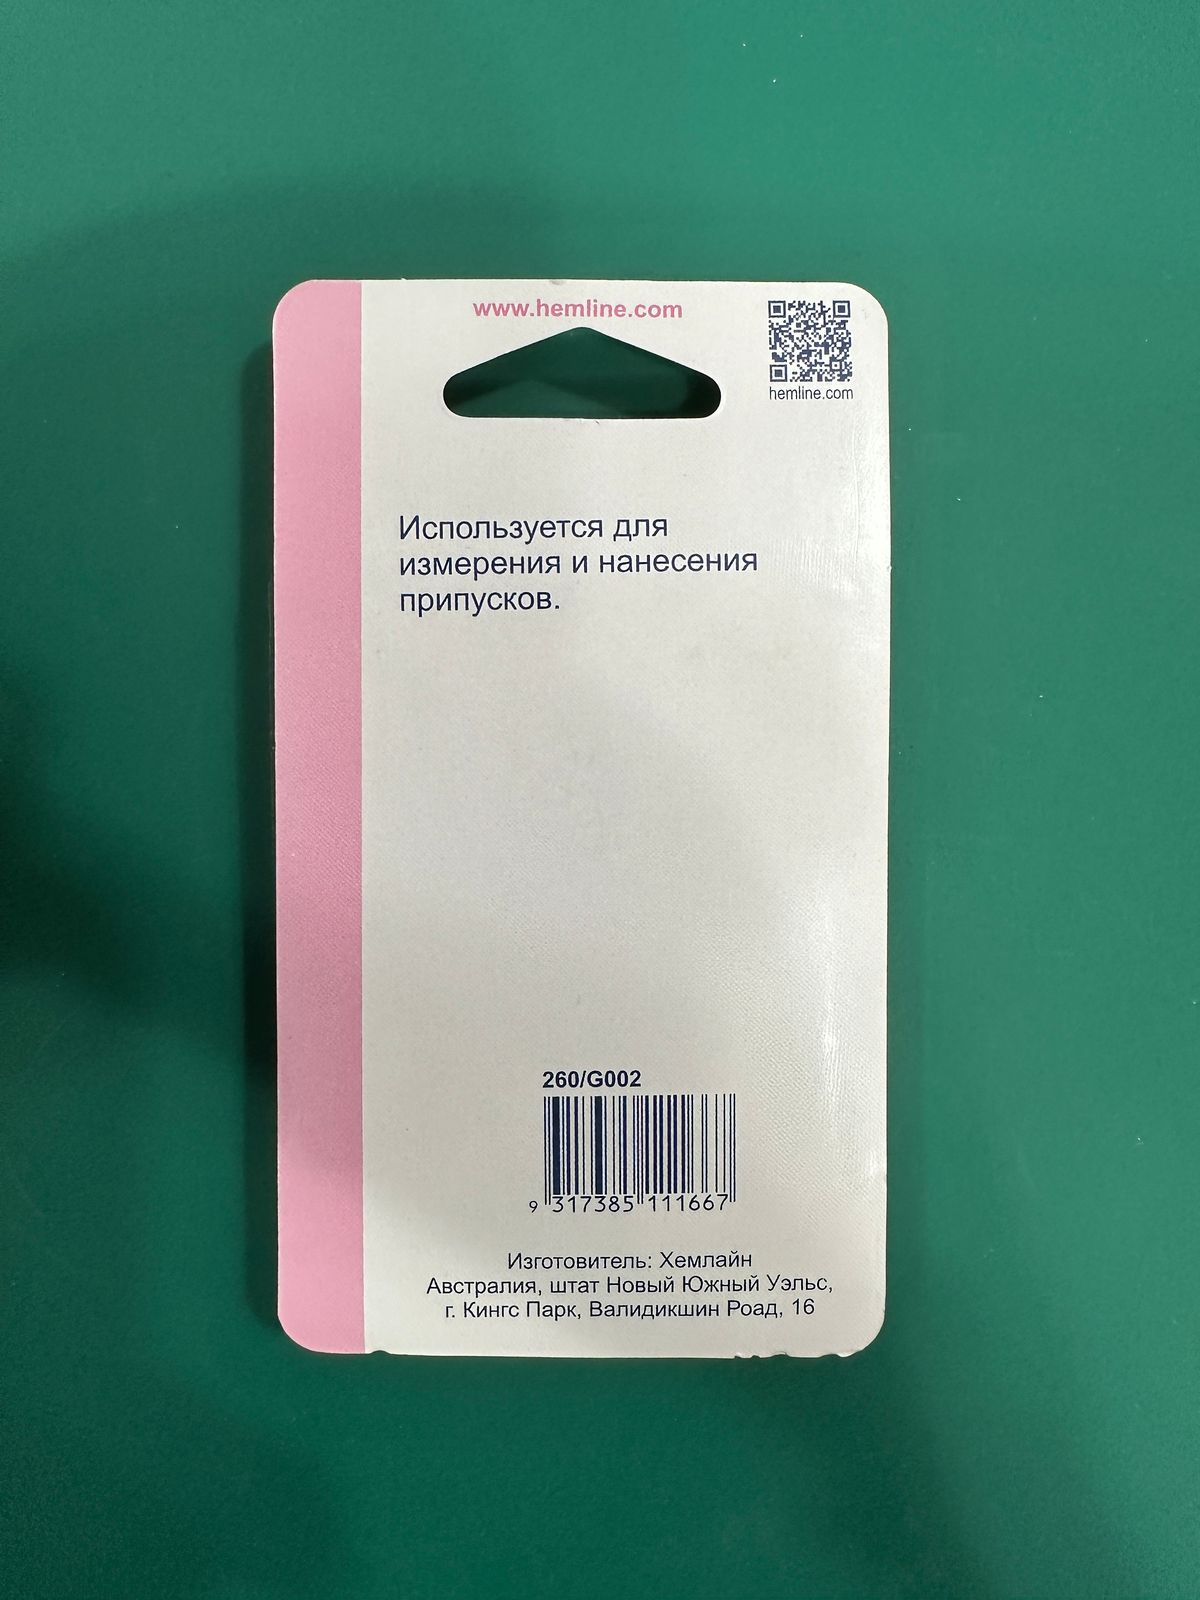 www.hemline.com
hemline.com
Используется для
измерения и нанесения
припусков.
260/G002
9 317385 111667
Изготовитель: Хемлайн
Австралия, штат Новый Южный Уэльс,
г. Кингс Парк, Валидикшин Роад, 16